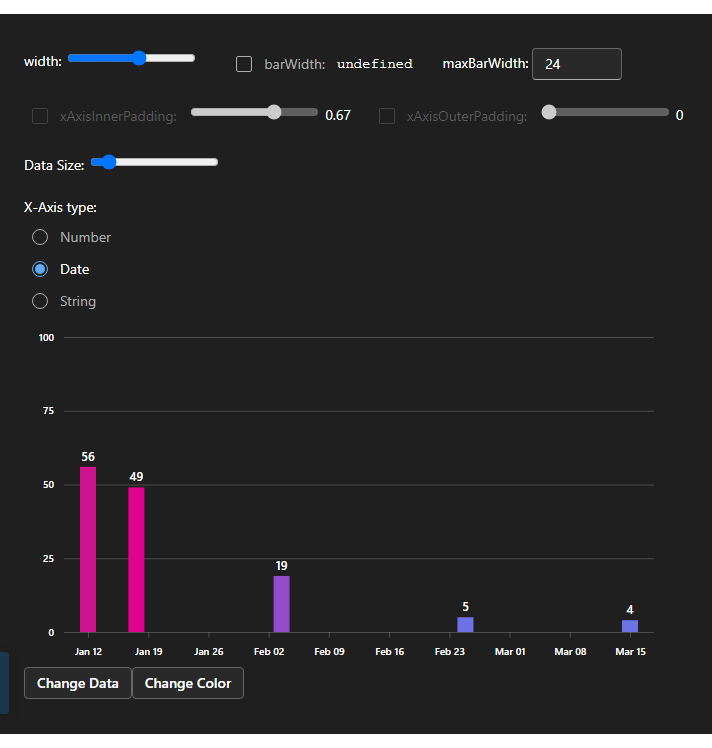 width: barWidth: undefined maxBarWidth: 24
xAxisInnerPadding: 0.67 xAxisOuterPadding: 0
Data Size:
X-Axis type:
Number
Date
String
100
75
56
49
50
25
19
5
4
0
Jan 12 Jan 19 Jan 26 Feb 02 Feb 09 Feb 16 Feb 23 Mar 01 Mar 08 Mar 15
Change Data Change Color